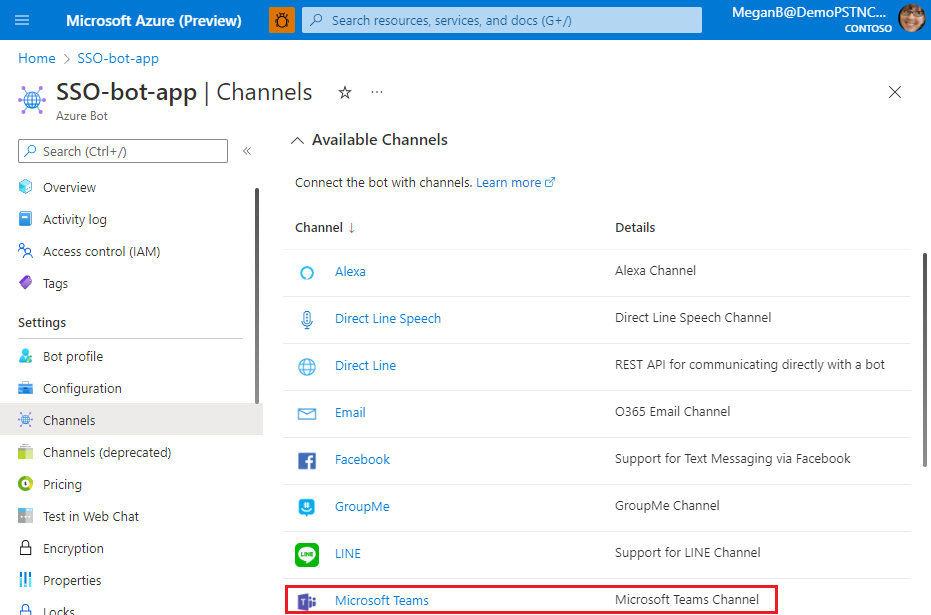 Microsoft Azure (Preview)
Search resources, services, and docs (G+/)
MeganB@DemoPSTNC...
CONTOSO
Home > SSO-bot-app
SSO-bot-app | Channels
Azure Bot
Search (Ctrl+/)
Overview
Activity log
Access control (IAM)
Tags
Settings
Bot profile
Configuration
Channels
Channels (deprecated)
Pricing
Test in Web Chat
Encryption
Properties
Locks
Available Channels
Connect the bot with channels. Learn more
Channel ↓ Details
Alexa Alexa Channel
Direct Line Speech Direct Line Speech Channel
Direct Line REST API for communicating directly with a bot
Email O365 Email Channel
Facebook Support for Text Messaging via Facebook
GroupMe GroupMe Channel
LINE LINE Support for LINE Channel
Microsoft Teams Microsoft Teams Channel